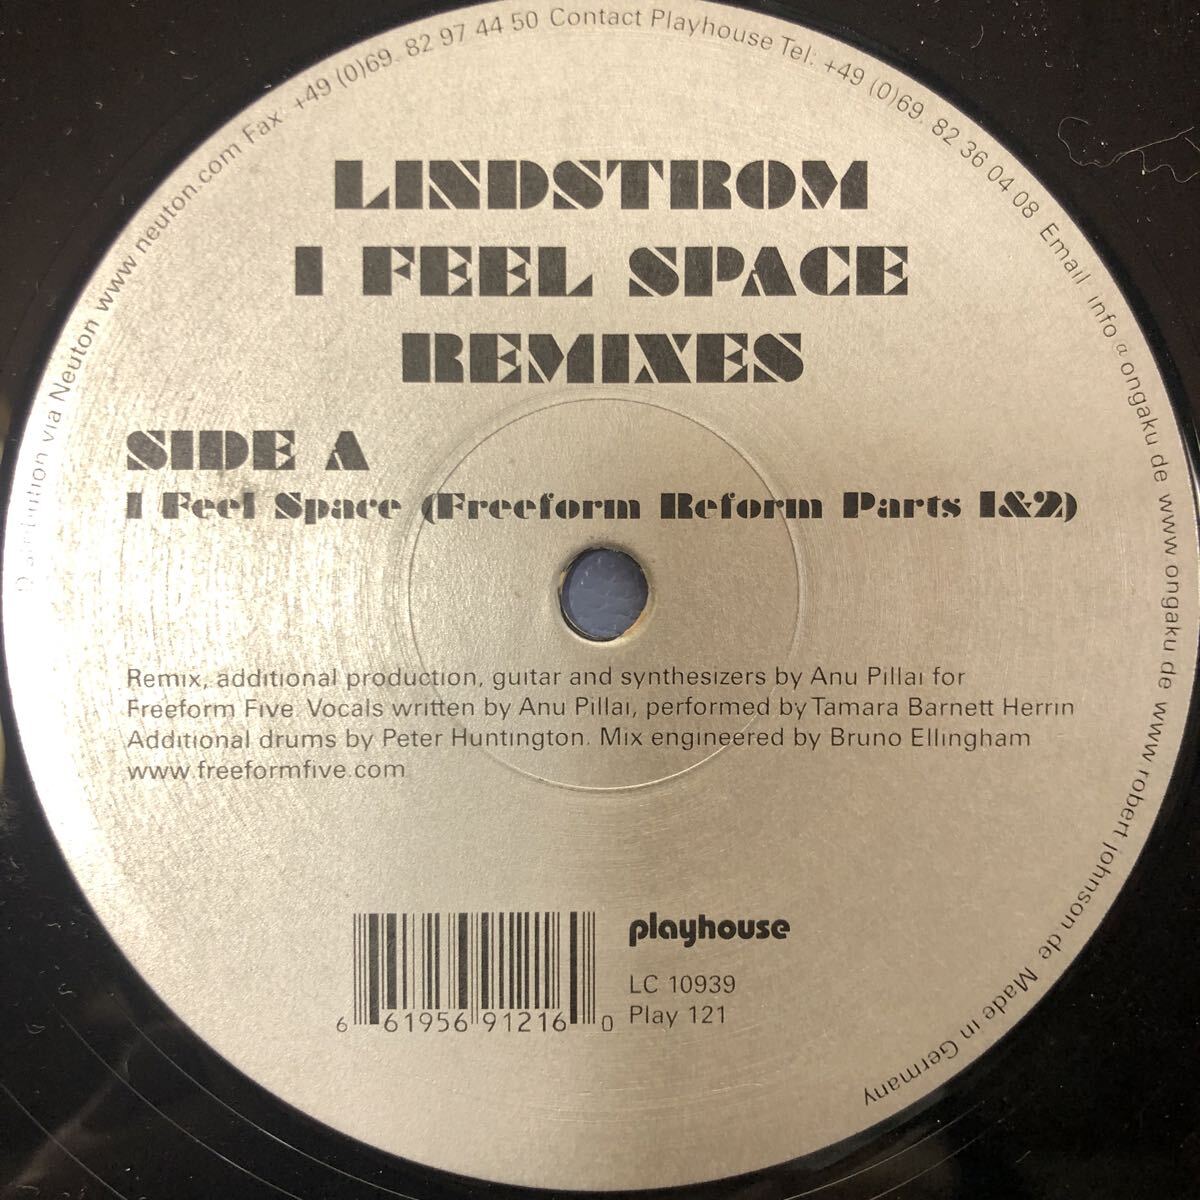 Distribution via Neuton www.neuton.com Fax +49 (0)69. 82 97 44 50 Contact Playhouse Tel: +49 (0)69. 82 36 04 08 Email info@ongaku de www ongaku de www robert johnson de Made in Germany
LINDSTROM
I FEEL SPACE
REMIXES
SIDE A
I Feel Space (Freeform Reform Parts 1&2)
Remix, additional production, guitar and synthesizers by Anu Pillai for
Freeform Five. Vocals written by Anu Pillai, performed by Tamara Barnett Herrin
Additional drums by Peter Huntington. Mix engineered by Bruno Ellingham
www.freeformfive.com
playhouse
LC 10939
Play 121
6 61956 91216 0